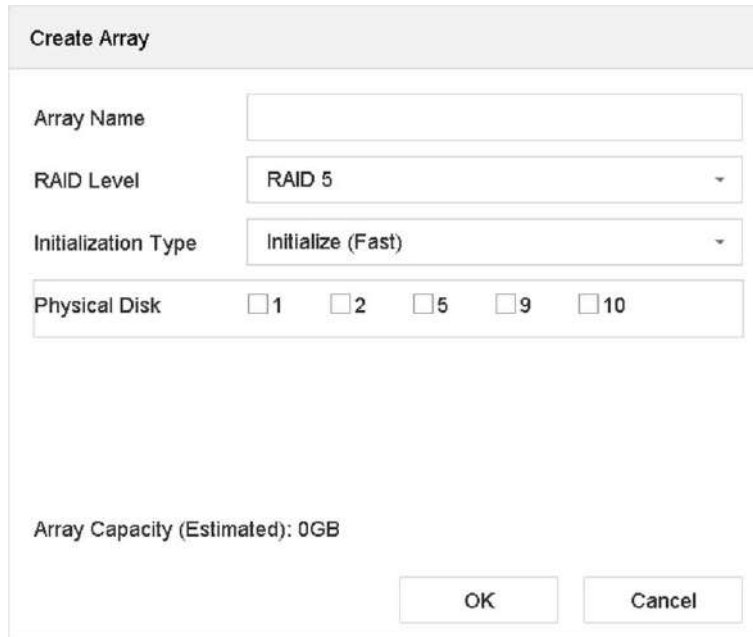 Create Array
Array Name
RAID Level RAID 5
Initialization Type Initialize (Fast)
Physical Disk 1 2 5 9 10
Array Capacity (Estimated): 0GB
OK Cancel